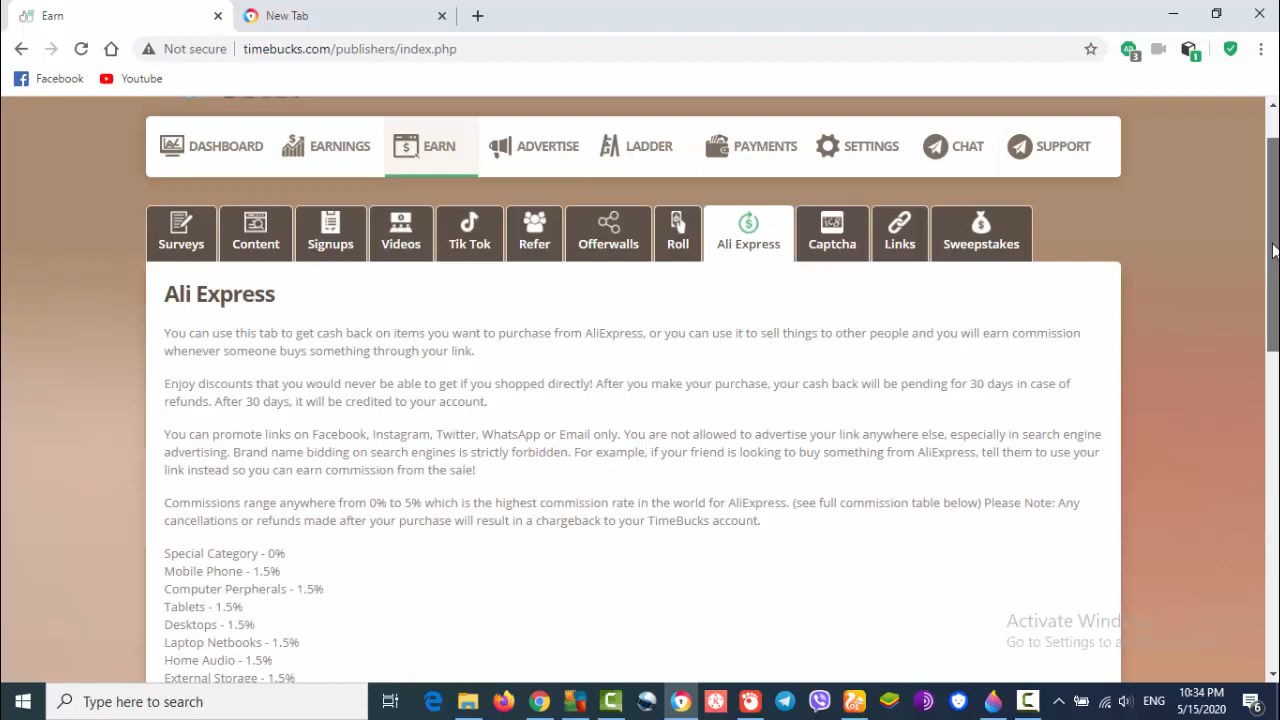 Earn
New Tab
Not secure
timebucks.com/publishers/index.php
3
1
Facebook
Youtube
DASHBOARD
EARNINGS
EARN
ADVERTISE
LADDER
PAYMENTS
SETTINGS
CHAT
SUPPORT
Surveys
Content
Signups
Videos
Tik Tok
Refer
Offerwalls
Roll
Ali Express
Captcha
Links
Sweepstakes
Ali Express
You can use this tab to get cash back on items you want to purchase from AliExpress, or you can use it to sell things to other people and you will earn commission
whenever someone buys something through your link.
Enjoy discounts that you would never be able to get if you shopped directly! After you make your purchase, your cash back will be pending for 30 days in case of
refunds. After 30 days, it will be credited to your account.
You can promote links on Facebook, Instagram, Twitter, WhatsApp or Email only. You are not allowed to advertise your link anywhere else, especially in search engine
advertising. Brand name bidding on search engines is strictly forbidden. For example, if your friend is looking to buy something from AliExpress, tell them to use your
link instead so you can earn commission from the sale!
Commissions range anywhere from 0% to 5% which is the highest commission rate in the world for AliExpress. (see full commission table below) Please Note: Any
cancellations or refunds made after your purchase will result in a chargeback to your TimeBucks account.
Special Category - 0%
Mobile Phone - 1.5%
Computer Perpherals - 1.5%
Tablets - 1.5%
Desktops - 1.5%
Laptop Netbooks - 1.5%
Home Audio - 1.5%
External Storage - 1.5%
Activate
Go to Settings to
Type here to search
ENG
10:34 PM
5/15/2020
6